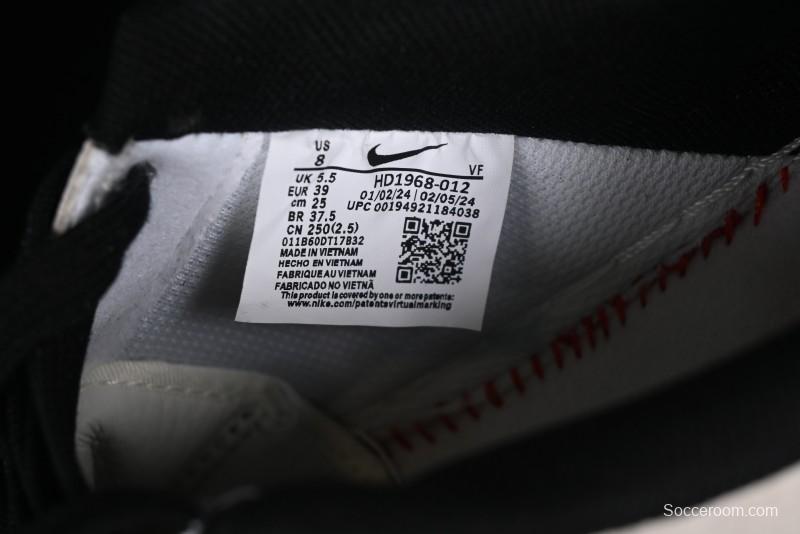 US
8
VF
UK 5.5
EUR 39
cm 25
BR 37.5
CN 250(2.5)
011B60DT17B32
MADE IN VIETNAM
HECHO EN VIETNAM
FABRIQUE AU VIETNAM
FABRICADO NO VIETNÃ
HD1968-012
01/02/24 | 02/05/24
UPC 00194921184038
This product is covered by one or more patents:
www.nike.com/patentsvirtualmarking
Socceroom.com